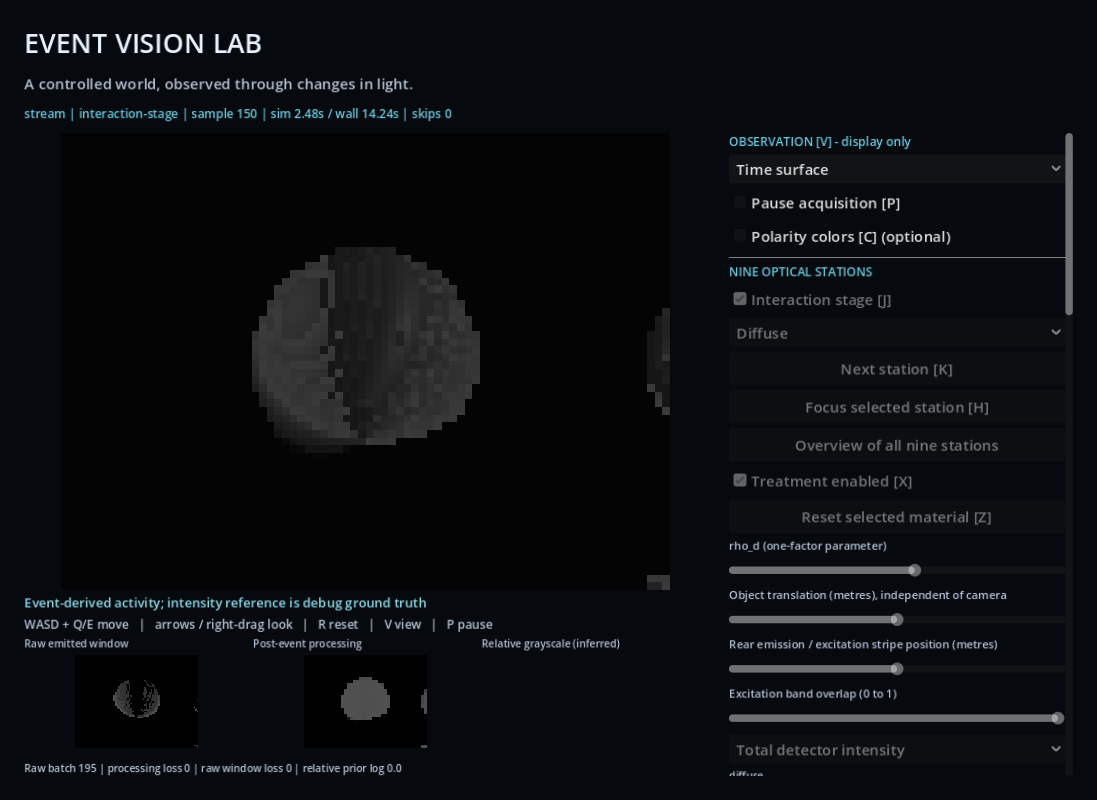 EVENT VISION LAB
A controlled world, observed through changes in light.
stream | interaction-stage | sample 150 | sim 2.48s / wall 14.24s | skips 0
OBSERVATION [V] - display only
Time surface
Pause acquisition [P]
Polarity colors [C] (optional)
NINE OPTICAL STATIONS
Interaction stage [J]
Diffuse
Next station [K]
Focus selected station [H]
Overview of all nine stations
Treatment enabled [X]
Reset selected material [Z]
rho_d (one-factor parameter)
Object translation (metres), independent of camera
Rear emission / excitation stripe position (metres)
Excitation band overlap (0 to 1)
Total detector intensity
diffuse
Event-derived activity; intensity reference is debug ground truth
WASD + Q/E move | arrows / right-drag look | R reset | V view | P pause
Raw emitted window
Post-event processing
Relative grayscale (inferred)
Raw batch 195 | processing loss 0 | raw window loss 0 | relative prior log 0.0